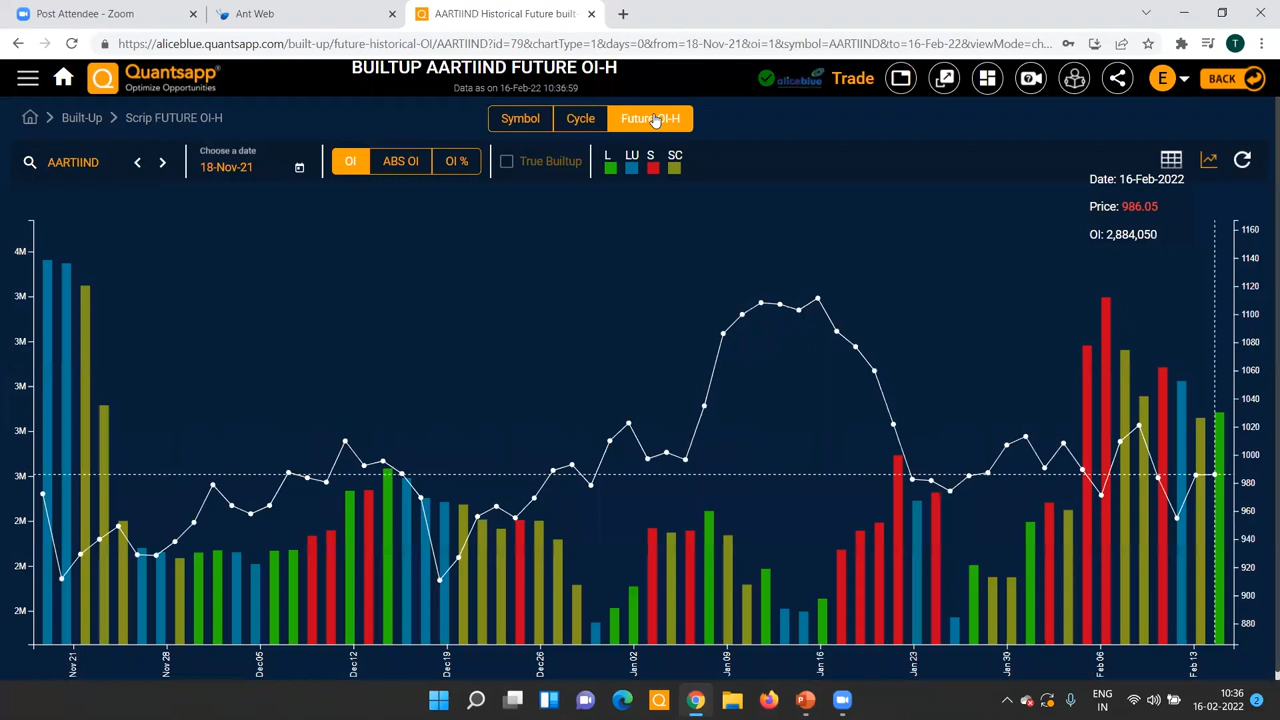 Post Attendee - Zoom
Ant Web
AARTIIND Historical Future built-
https://aliceblue.quantsapp.com/built-up/future-historical-OI/AARTIIND?id=78&chartType=1&days=0&from=18-Nov-21&oi=1&symbol=AARTIIND&to=16-Feb-22&viewMode=ch...
T
Quantsapp
Optimize Opportunities
BUILTUP AARTIIND FUTURE OI-H
Data as on 16-Feb-22 10:36:59
aliceblue
Trade
E
BACK
Built-Up
Scrip FUTURE OI-H
Symbol
Cycle
Future OI-H
AARTIIND
Choose a date
18-Nov-21
OI
ABS OI
OI %
True Builtup
L LU S SC
Date: 16-Feb-2022
Price: 986.05
OI: 2,884,050
4M
3M
3M
3M
3M
3M
2M
2M
2M
1160
1140
1120
1100
1080
1060
1040
1020
1000
980
960
940
920
900
880
Nov 21
Nov 28
Dec05
Dec 12
Dec 19
Dec 26
Jan 02
Jan 09
Jan 16
Jan 23
Jan 30
Feb 06
Feb 13
ENG
IN
10:36
16-02-2022
2